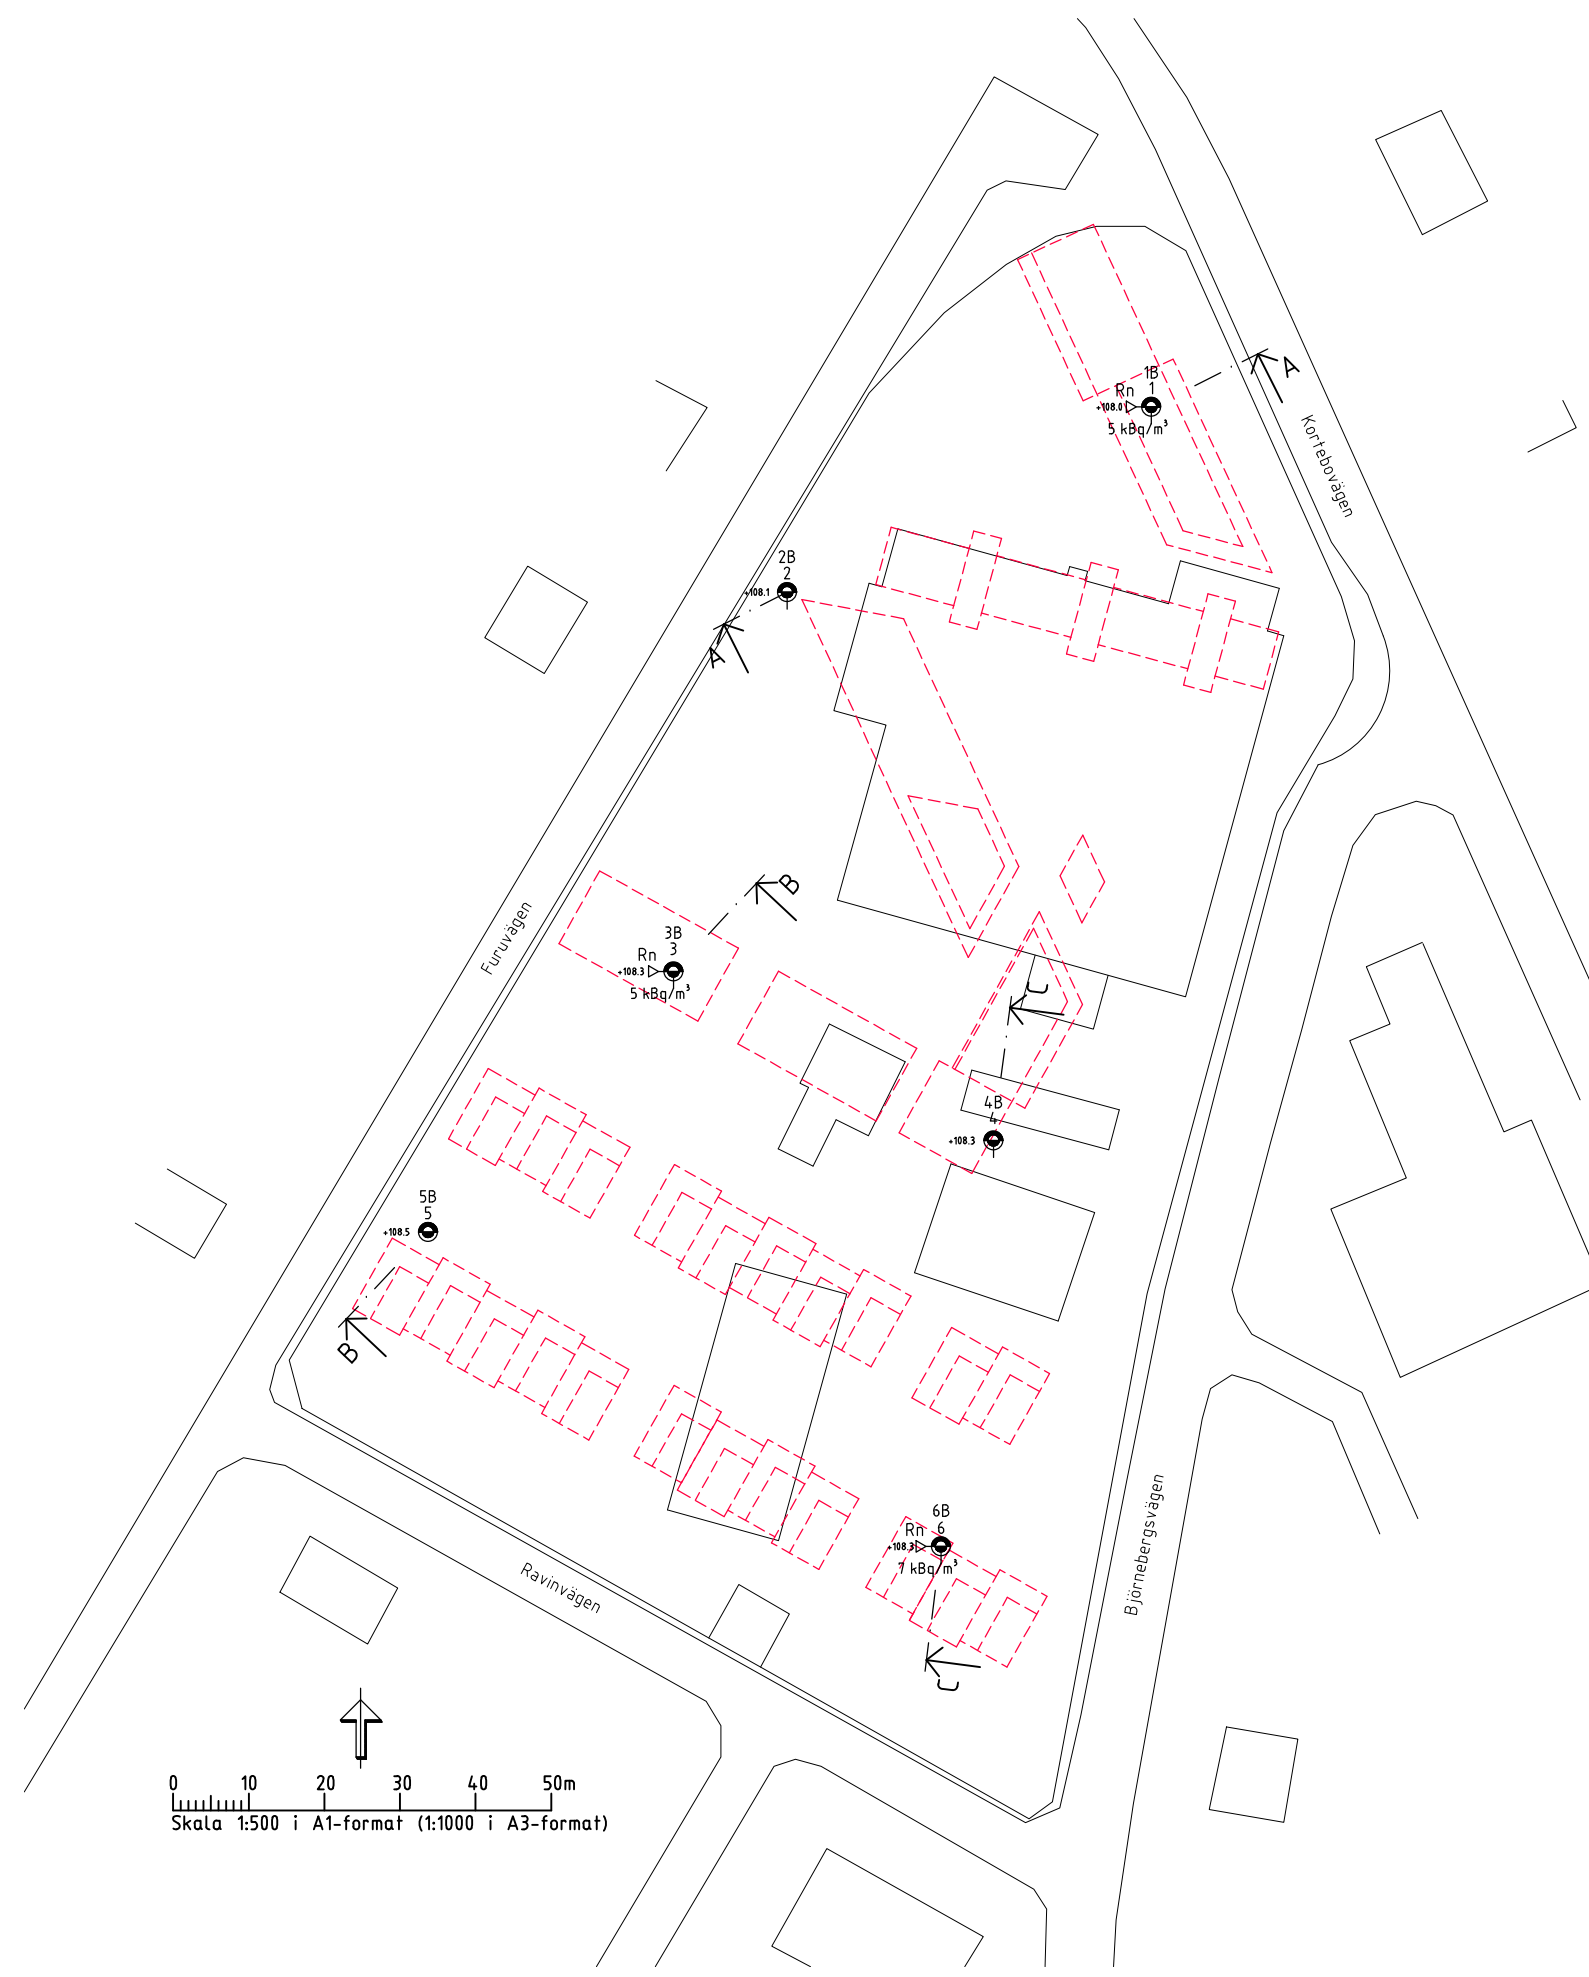 1B
1
A
Rn
+108.0
5 kBq/m³
Kortebovägen
2B
2
+108.1
A
B
Furuvägen
3B
3
Rn
+108.3
5 kBq/m³
C
4B
4
+108.3
5B
5
+108.5
B
Björnebergsvägen
6B
6
Rn
+108.3
7 kBq/m³
Ravinvägen
C
0 10 20 30 40 50m
Skala 1:500 i A1-format (1:1000 i A3-format)